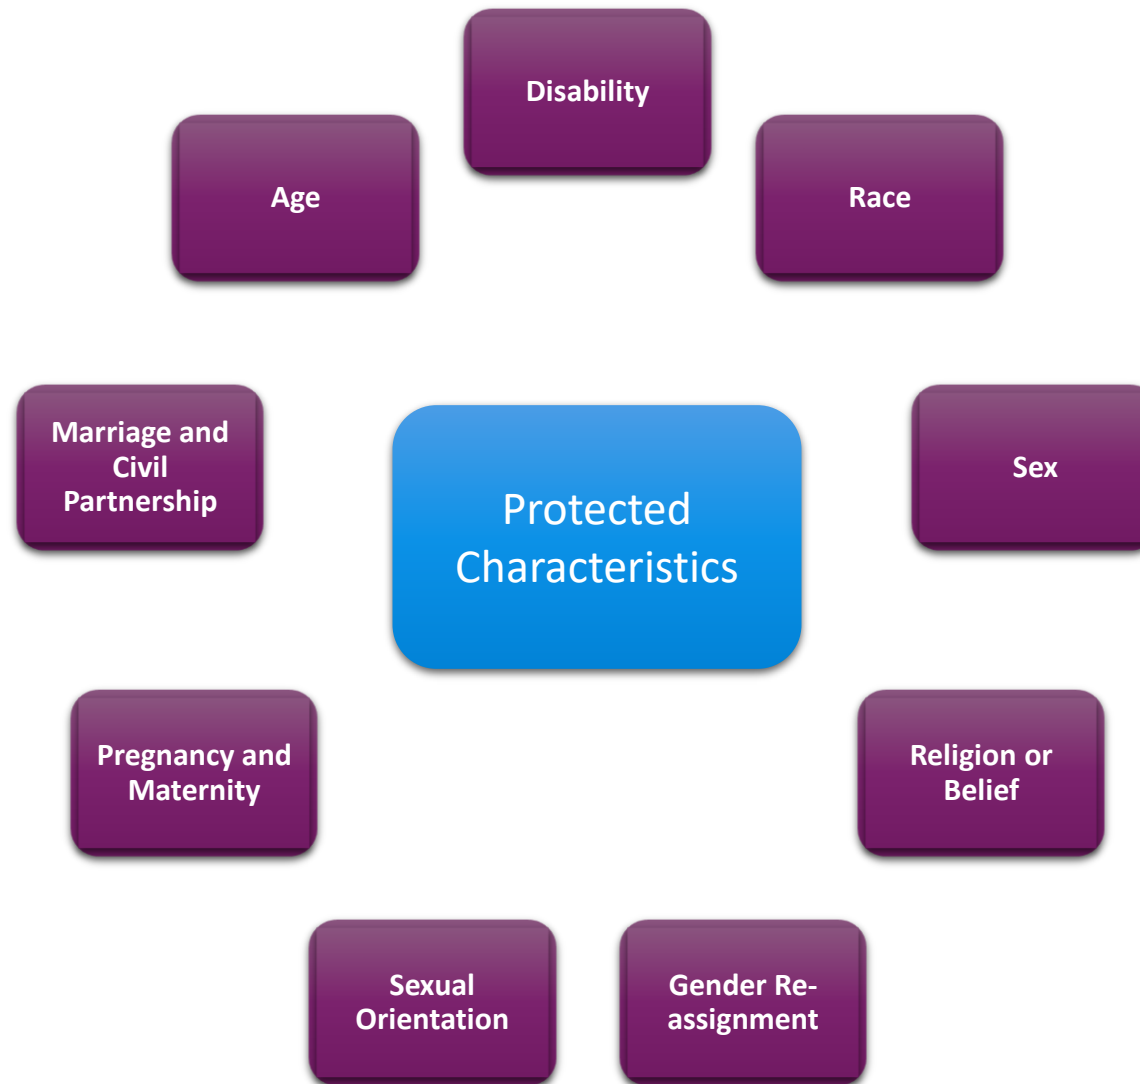 Disability
Age
Race
Marriage and
Civil
Partnership
Sex
Protected
Characteristics
Pregnancy and
Maternity
Religion or
Belief
Sexual
Orientation
Gender Re-
assignment